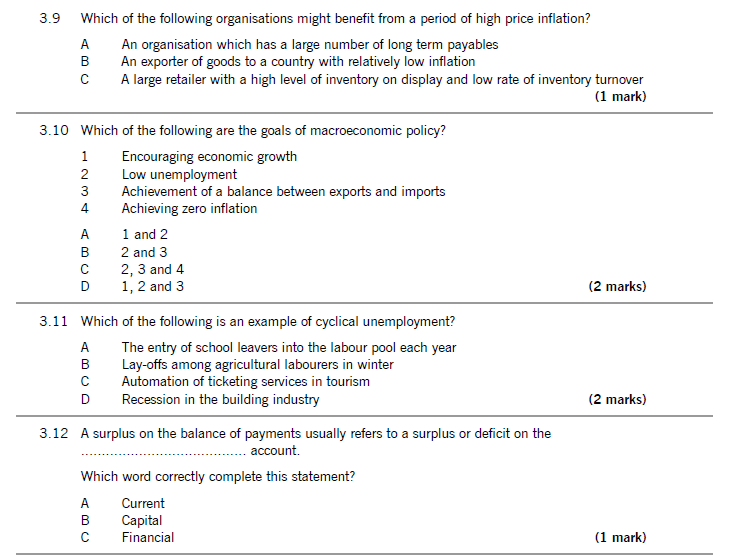 3.9 Which of the following organisations might benefit from a period of high price inflation?
A An organisation which has a large number of long term payables
B An exporter of goods to a country with relatively low inflation
C A large retailer with a high level of inventory on display and low rate of inventory turnover
(1 mark)
3.10 Which of the following are the goals of macroeconomic policy?
1 Encouraging economic growth
2 Low unemployment
3 Achievement of a balance between exports and imports
4 Achieving zero inflation
A 1 and 2
B 2 and 3
C 2, 3 and 4
D 1, 2 and 3 (2 marks)
3.11 Which of the following is an example of cyclical unemployment?
A The entry of school leavers into the labour pool each year
B Lay-offs among agricultural labourers in winter
C Automation of ticketing services in tourism
D Recession in the building industry (2 marks)
3.12 A surplus on the balance of payments usually refers to a surplus or deficit on the
....................................... account.
Which word correctly complete this statement?
A Current
B Capital
C Financial (1 mark)